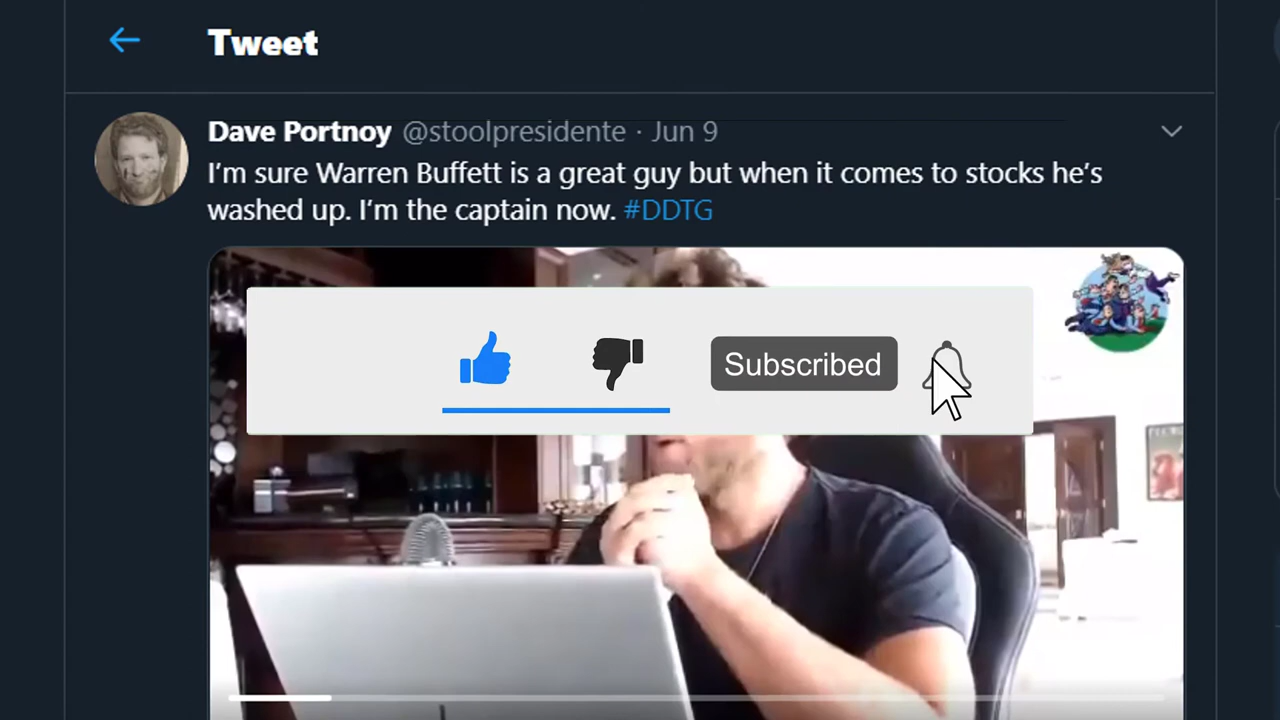 Tweet
Dave Portnoy @stoolpresidente · Jun 9
I'm sure Warren Buffett is a great guy but when it comes to stocks he's
washed up. I'm the captain now. #DDTG
Subscribed